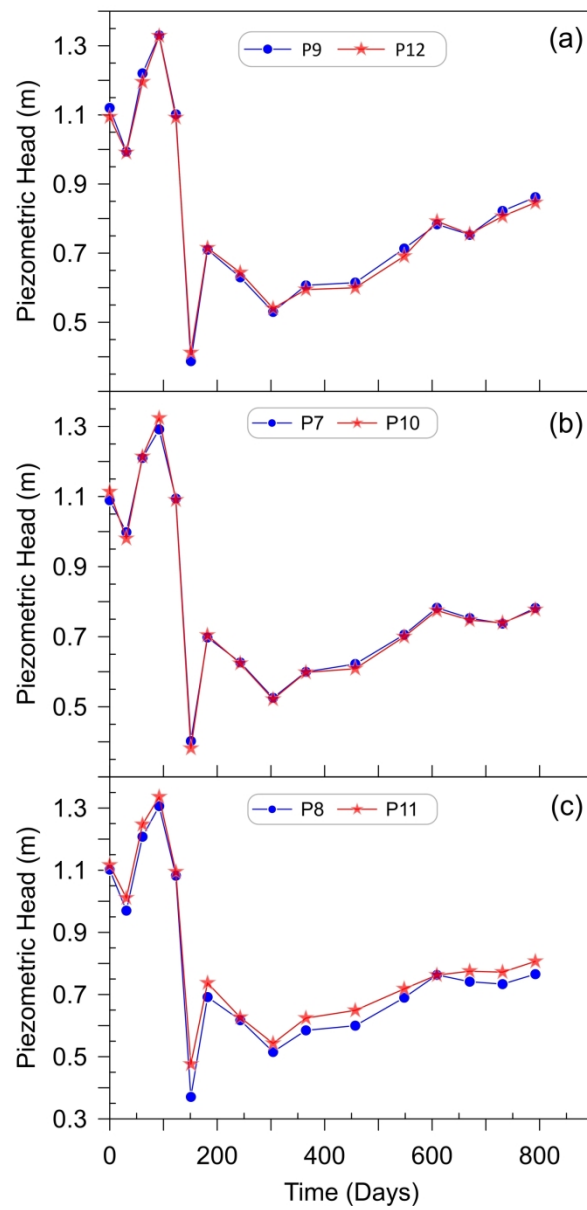 P9 P12 (a)
1.3
1.1
0.9
0.7
0.5
Piezometric Head (m)
P7 P10 (b)
1.3
1.1
0.9
0.7
0.5
Piezometric Head (m)
P8 P11 (c)
1.3
1.1
0.9
0.7
0.5
0.3
Piezometric Head (m)
0 200 400 600 800
Time (Days)